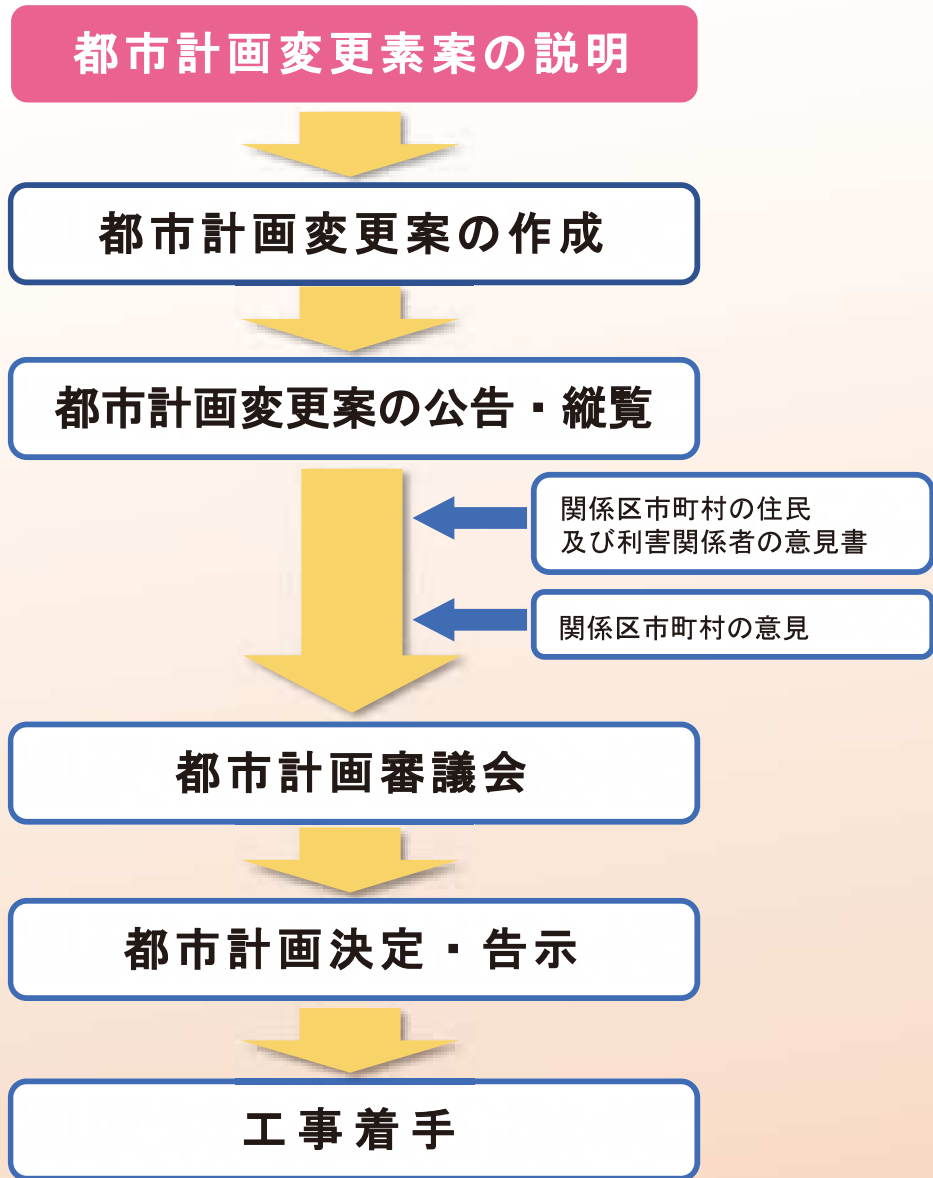 都市計画変更素案の説明
都市計画変更案の作成
都市計画変更案の公告・縦覧
関係区市町村の住民
及び利害関係者の意見書
関係区市町村の意見
都市計画審議会
都市計画決定・告示
工事着手